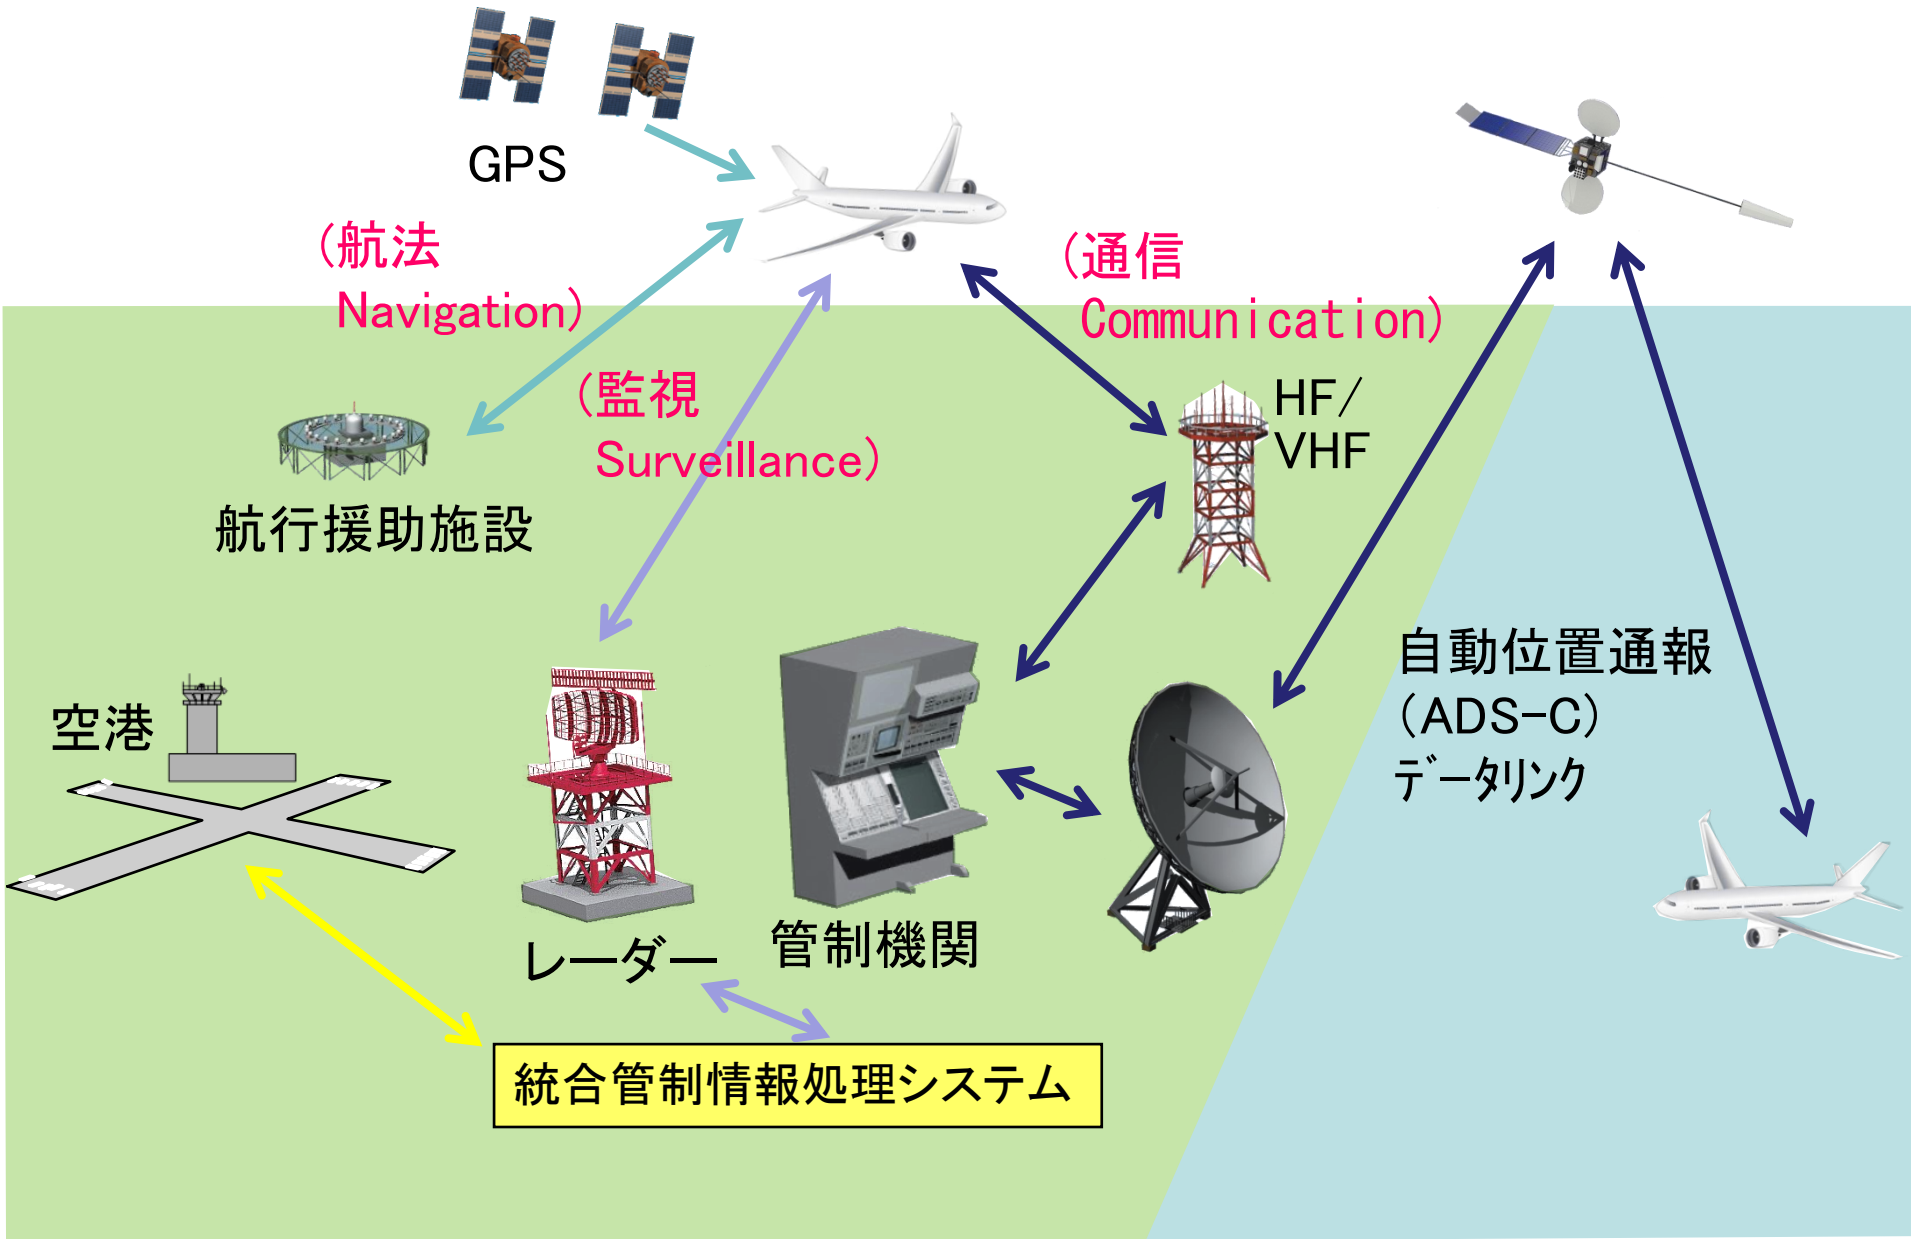 GPS
(航法
Navigation)
(通信
Communication)
(監視
Surveillance)
HF/
VHF
航行援助施設
自動位置通報
(ADS-C)
データリンク
空港
レーダー
管制機関
統合管制情報処理システム